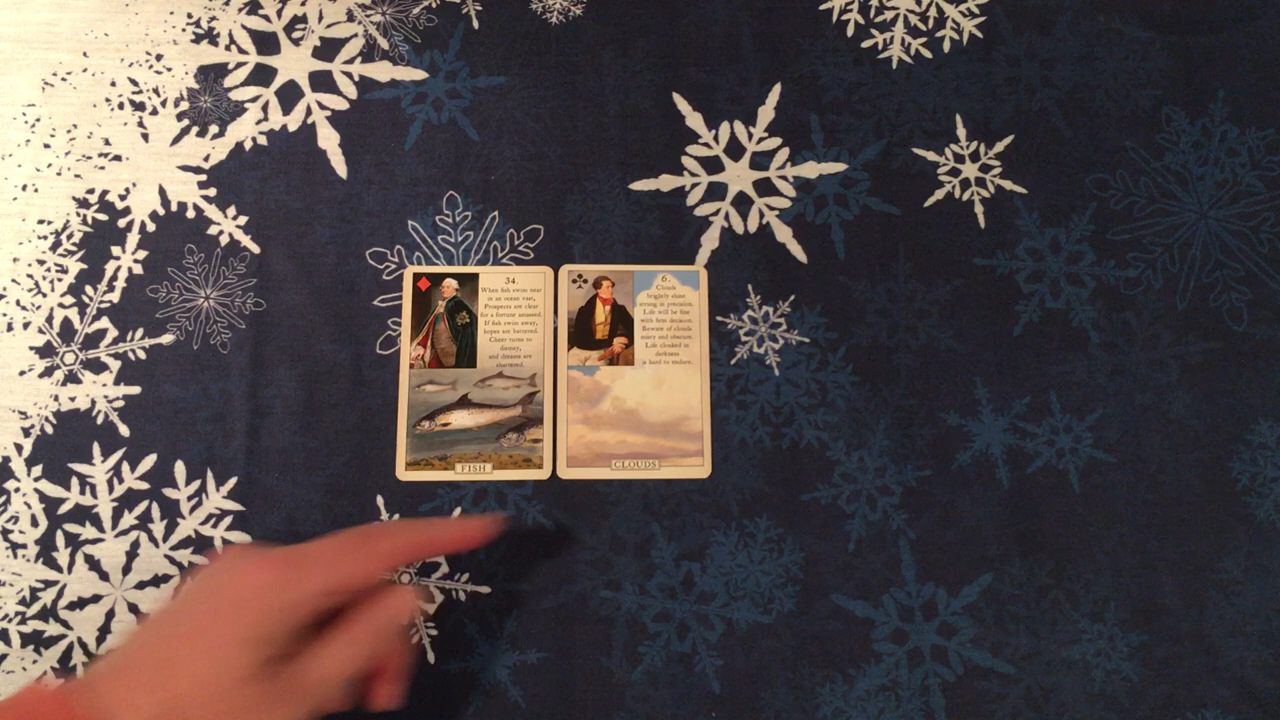 34.
When fish swim near
in an ocean vast,
Prospects are clear
for a fortune amassed.
If fish swim away,
hopes are bartered.
Cheer turns to
dismay,
and dreams are
shattered.
FISH
6.
Clouds
brightly shine
strong in precision.
Life will be fine
with firm decision.
Beware of clouds
misty and obscure.
Life cloaked in
darkness
is hard to endure.
CLOUDS